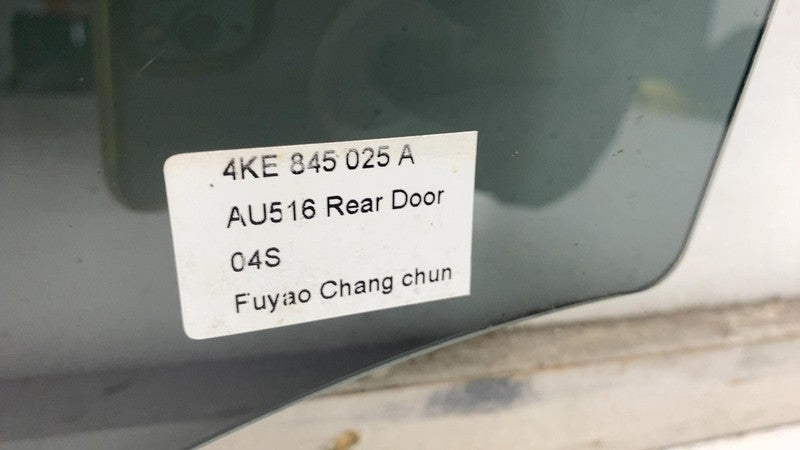 4KE 845 025 A
AU516 Rear Door
04S
Fuyao Chang chun